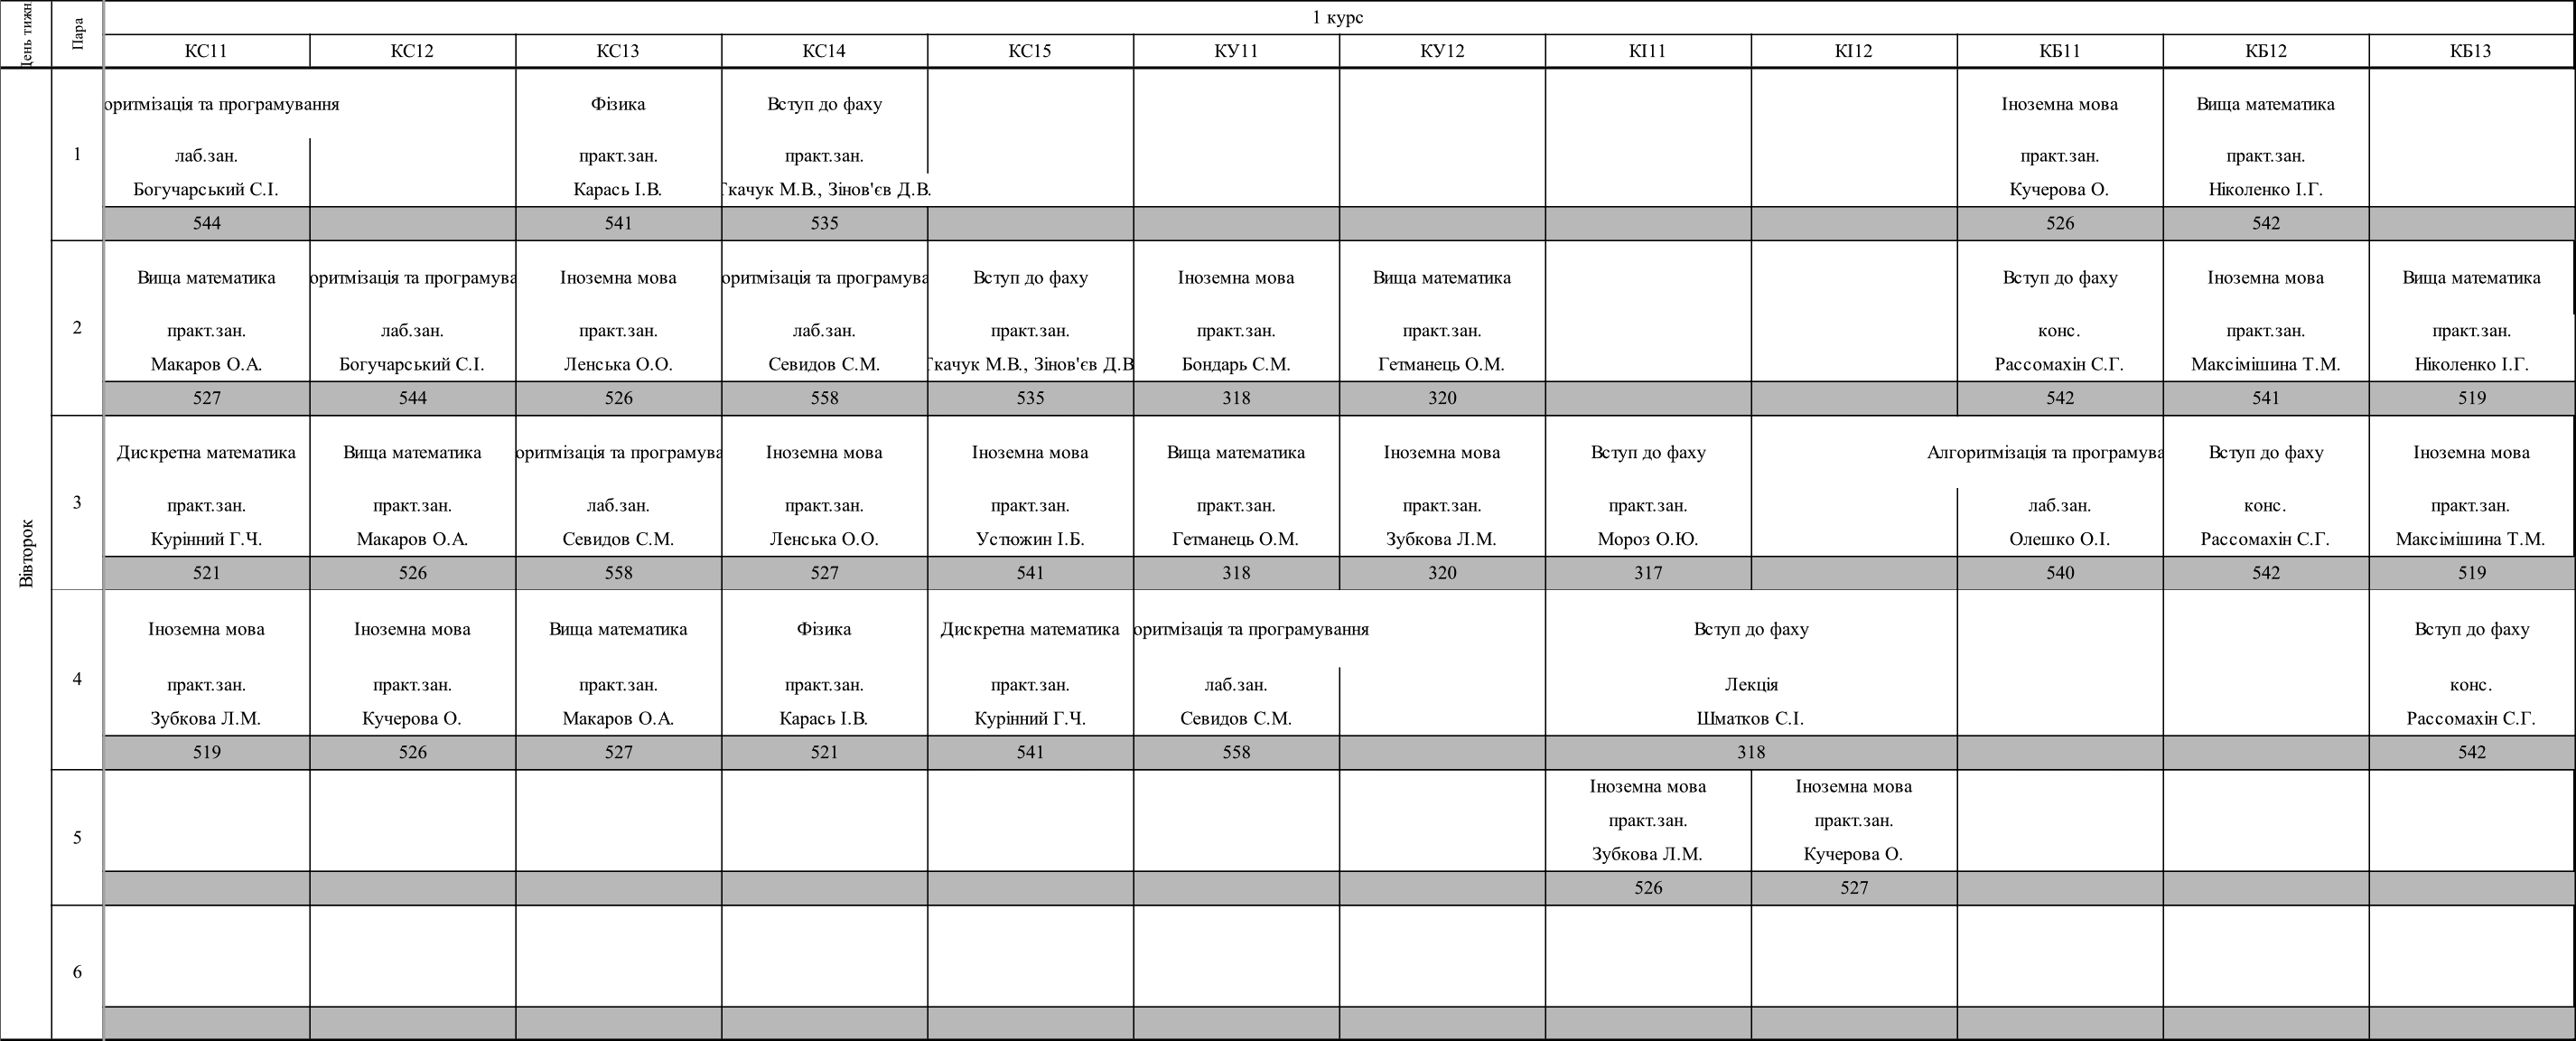 День тижн
Пара
1 курс
КС11 КС12 КС13 КС14 КС15 КУ11 КУ12 КІ11 КІ12 КБ11 КБ12 КБ13
Вівторок
1
оритмізація та програмування Фізика Вступ до фаху Іноземна мова Вища математика
лаб.зан. практ.зан. практ.зан. практ.зан. практ.зан.
Богучарський С.І. Карась І.В. Ткачук М.В., Зінов'єв Д.В. Кучерова О. Ніколенко І.Г.
544 541 535 526 542
2
Вища математика оритмізація та програмува Іноземна мова оритмізація та програмува Вступ до фаху Іноземна мова Вища математика Вступ до фаху Іноземна мова Вища математика
практ.зан. лаб.зан. практ.зан. лаб.зан. практ.зан. практ.зан. практ.зан. конс. практ.зан. практ.зан.
Макаров О.А. Богучарський С.І. Ленська О.О. Севидов С.М. Ткачук М.В., Зінов'єв Д.В Бондарь С.М. Гетманець О.М. Рассомахін С.Г. Максімішина Т.М. Ніколенко І.Г.
527 544 526 558 535 318 320 542 541 519
3
Дискретна математика Вища математика оритмізація та програмува Іноземна мова Іноземна мова Вища математика Іноземна мова Вступ до фаху Алгоритмізація та програмува Вступ до фаху Іноземна мова
практ.зан. практ.зан. лаб.зан. практ.зан. практ.зан. практ.зан. практ.зан. практ.зан. лаб.зан. конс. практ.зан.
Курінний Г.Ч. Макаров О.А. Севидов С.М. Ленська О.О. Устюжин І.Б. Гетманець О.М. Зубкова Л.М. Мороз О.Ю. Олешко О.І. Рассомахін С.Г. Максімішина Т.М.
521 526 558 527 541 318 320 317 540 542 519
4
Іноземна мова Іноземна мова Вища математика Фізика Дискретна математика оритмізація та програмування Вступ до фаху Вступ до фаху
практ.зан. практ.зан. практ.зан. практ.зан. практ.зан. лаб.зан. Лекція конс.
Зубкова Л.М. Кучерова О. Макаров О.А. Карась І.В. Курінний Г.Ч. Севидов С.М. Шматков С.І. Рассомахін С.Г.
519 526 527 521 541 558 318 542
5
Іноземна мова Іноземна мова
практ.зан. практ.зан.
Зубкова Л.М. Кучерова О.
526 527
6